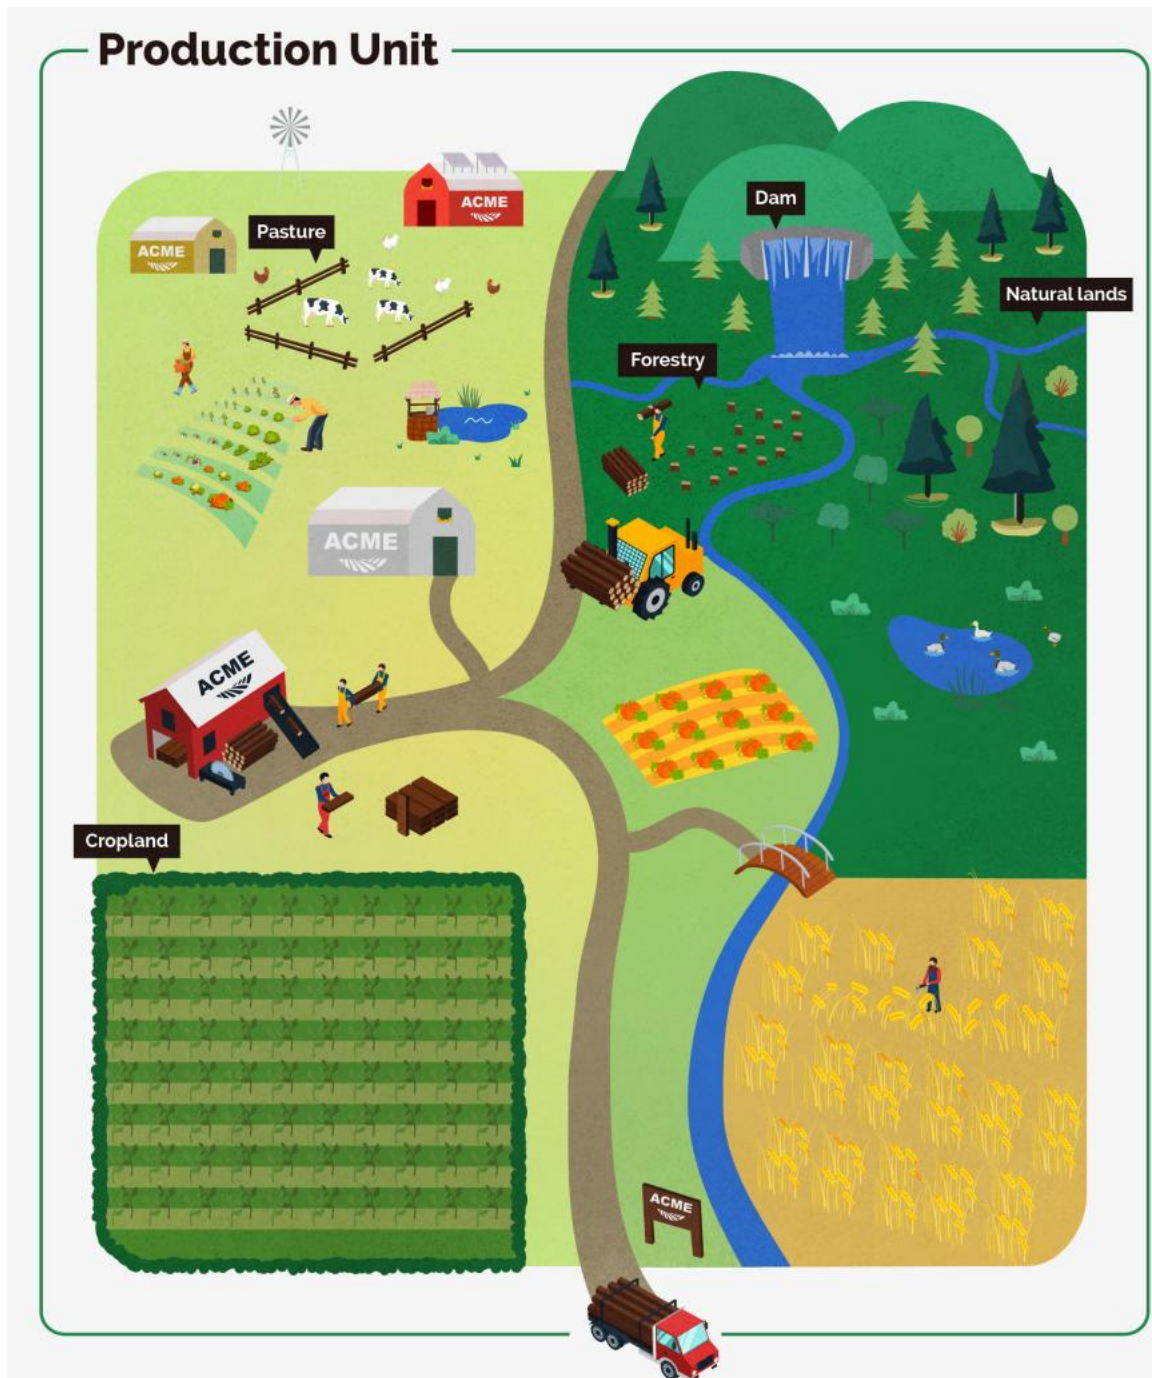 Production Unit
ACME
ACME
Pasture
Dam
Natural lands
Forestry
ACME
ACME
Cropland
ACME